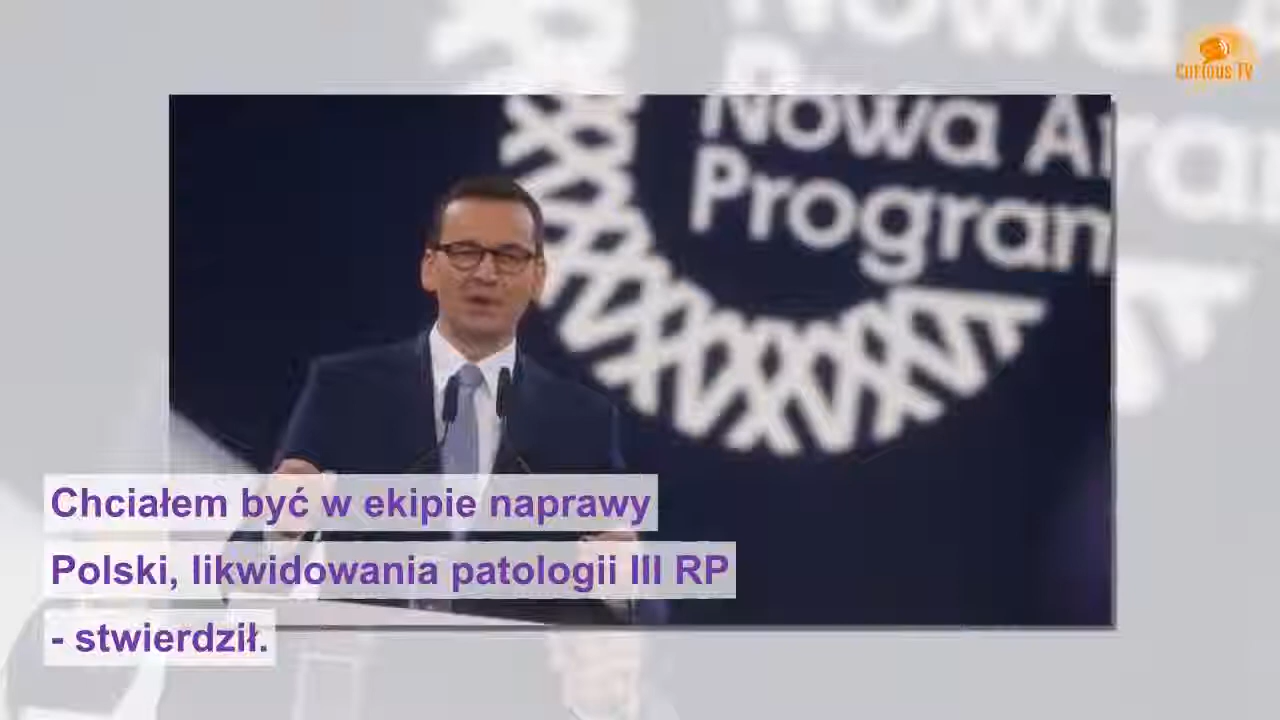 Curious TV
Nowa
Program
Chciałem być w ekipie naprawy
Polski, likwidowania patologii III RP
- stwierdził.